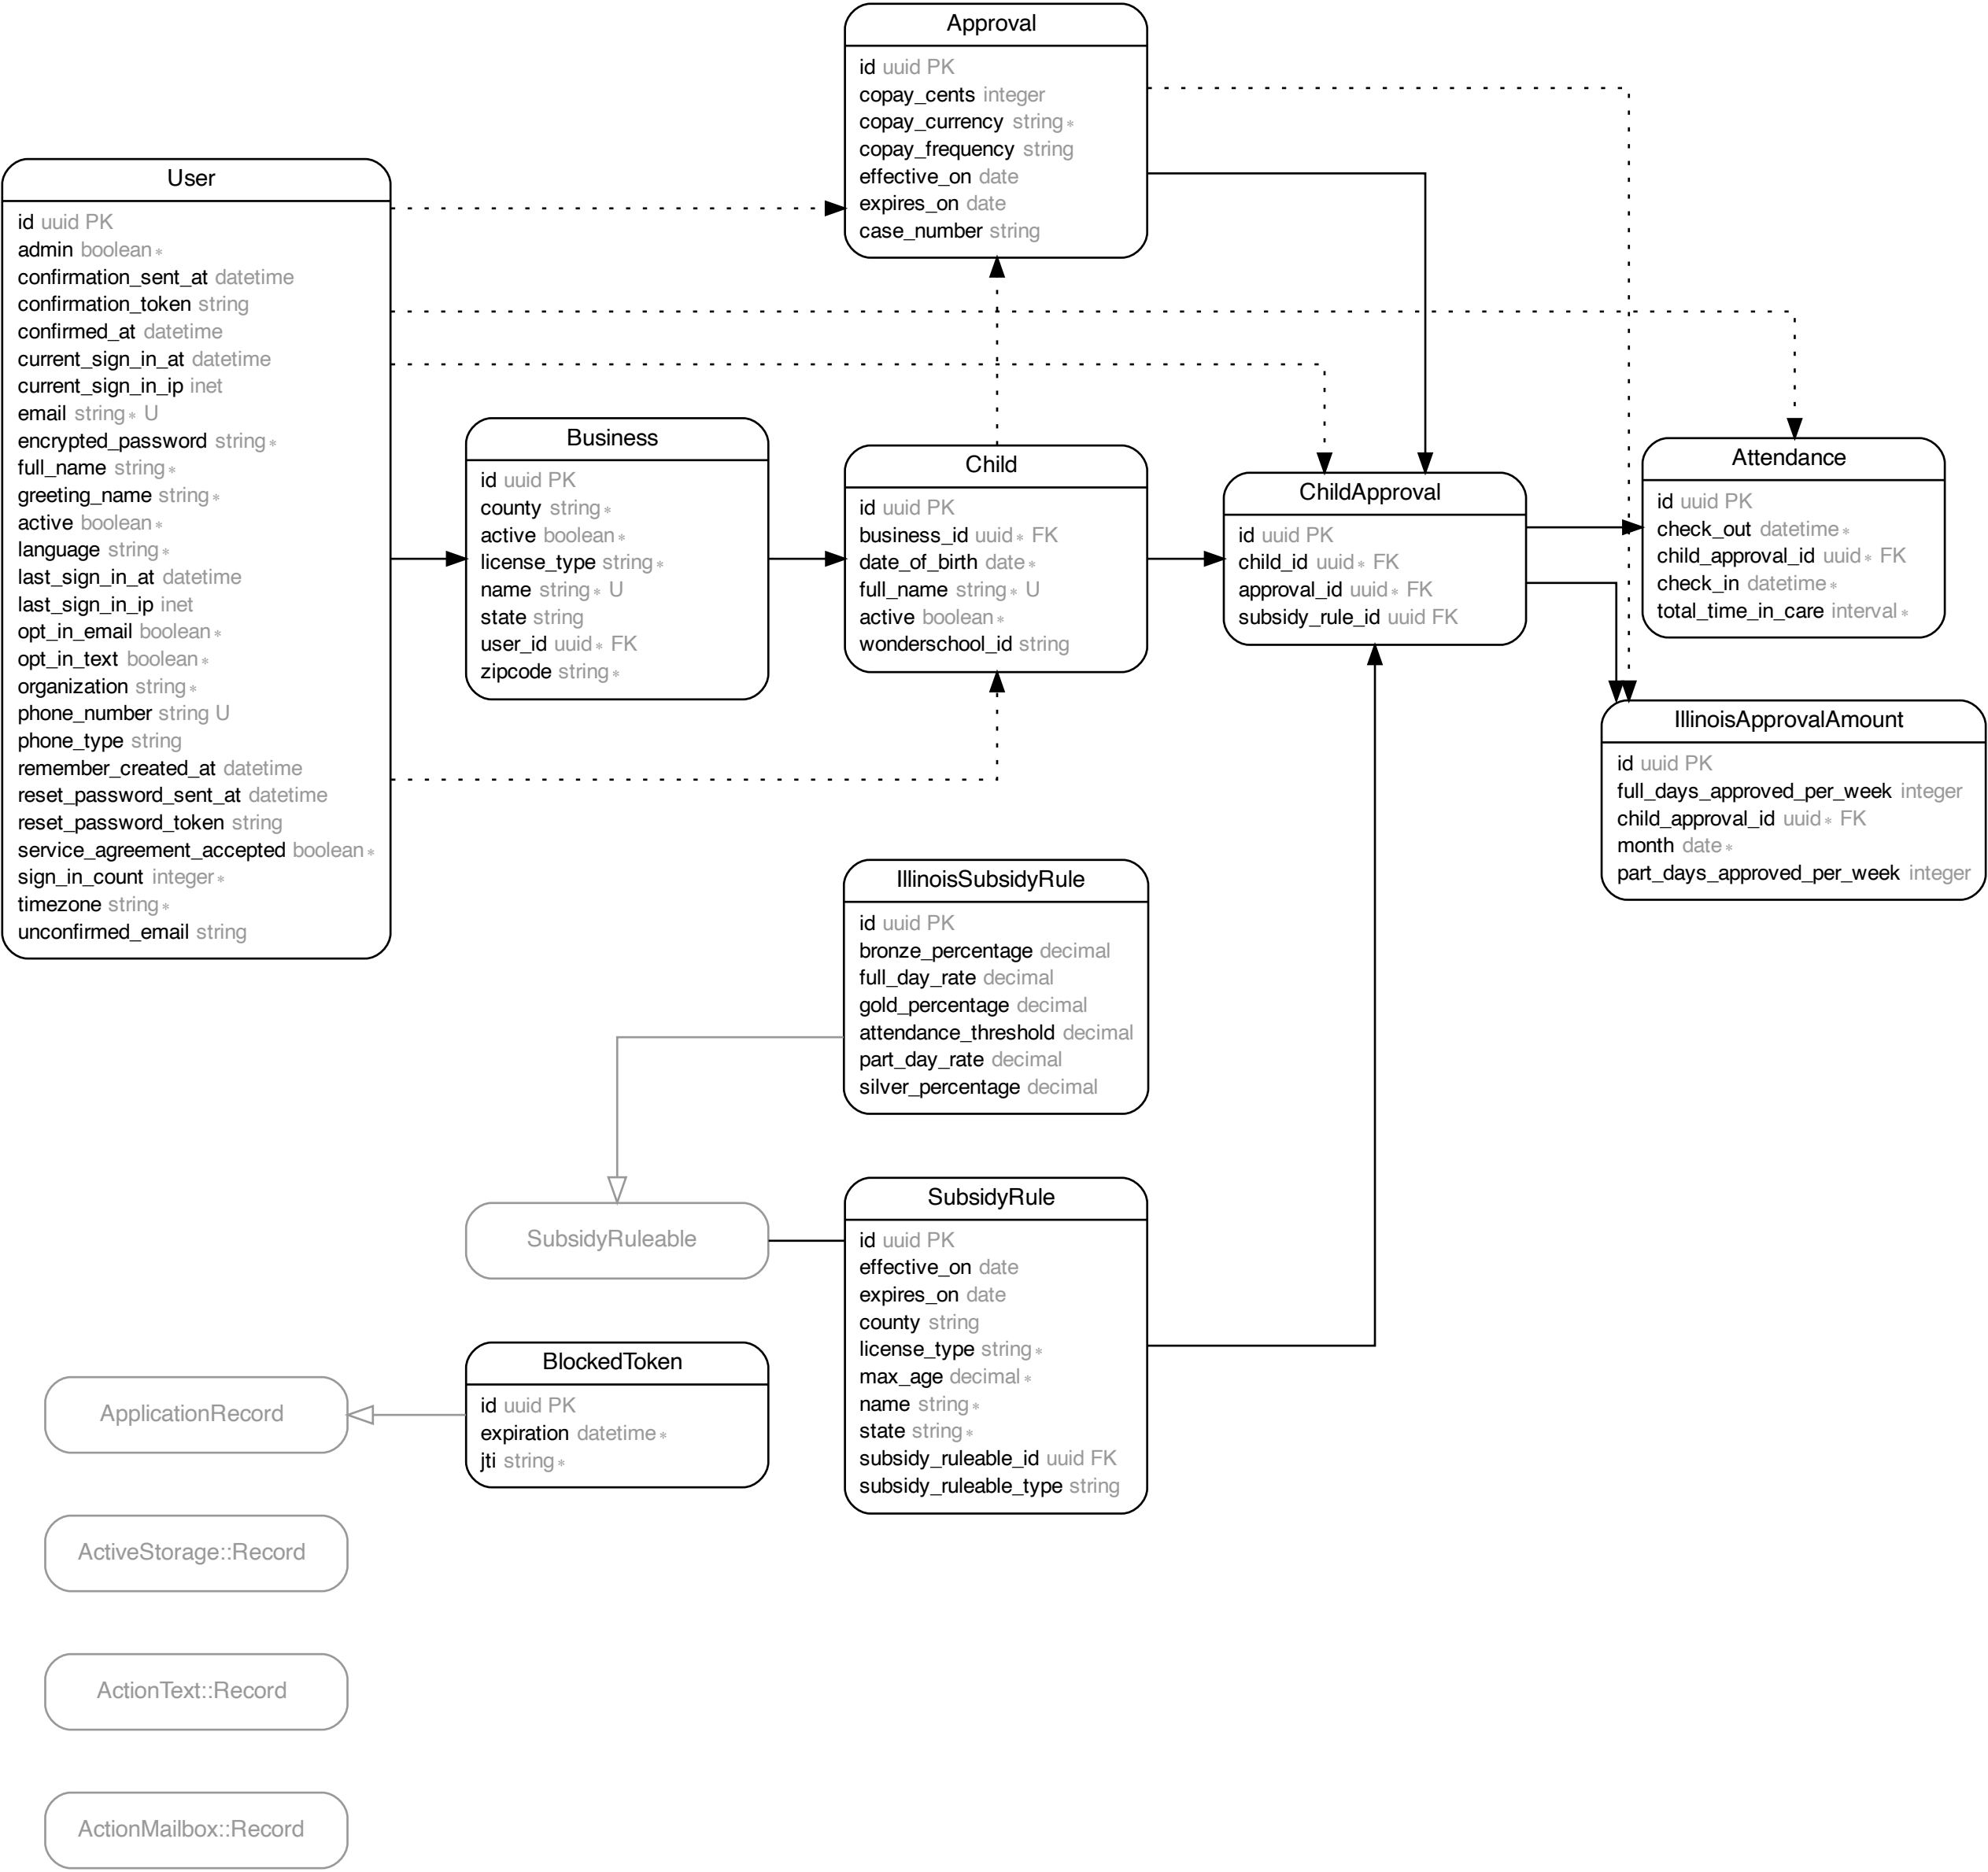 Approval
id uuid PK
copay_cents integer
copay_currency string *
copay_frequency string
effective_on date
expires_on date
case_number string
User
id uuid PK
admin boolean *
confirmation_sent_at datetime
confirmation_token string
confirmed_at datetime
current_sign_in_at datetime
current_sign_in_ip inet
email string * U
encrypted_password string *
full_name string *
greeting_name string *
active boolean *
language string *
last_sign_in_at datetime
last_sign_in_ip inet
opt_in_email boolean *
opt_in_text boolean *
organization string *
phone_number string U
phone_type string
remember_created_at datetime
reset_password_sent_at datetime
reset_password_token string
service_agreement_accepted boolean *
sign_in_count integer *
timezone string *
unconfirmed_email string
Business
id uuid PK
county string *
active boolean *
license_type string *
name string * U
state string
user_id uuid * FK
zipcode string *
Child
id uuid PK
business_id uuid * FK
date_of_birth date *
full_name string * U
active boolean *
wonderschool_id string
ChildApproval
id uuid PK
child_id uuid * FK
approval_id uuid * FK
subsidy_rule_id uuid FK
Attendance
id uuid PK
check_out datetime *
child_approval_id uuid * FK
check_in datetime *
total_time_in_care interval *
IllinoisApprovalAmount
id uuid PK
full_days_approved_per_week integer
child_approval_id uuid * FK
month date *
part_days_approved_per_week integer
IllinoisSubsidyRule
id uuid PK
bronze_percentage decimal
full_day_rate decimal
gold_percentage decimal
attendance_threshold decimal
part_day_rate decimal
silver_percentage decimal
SubsidyRuleable
SubsidyRule
id uuid PK
effective_on date
expires_on date
county string
license_type string *
max_age decimal *
name string *
state string *
subsidy_ruleable_id uuid FK
subsidy_ruleable_type string
BlockedToken
id uuid PK
expiration datetime *
jti string *
ApplicationRecord
ActiveStorage::Record
ActionText::Record
ActionMailbox::Record